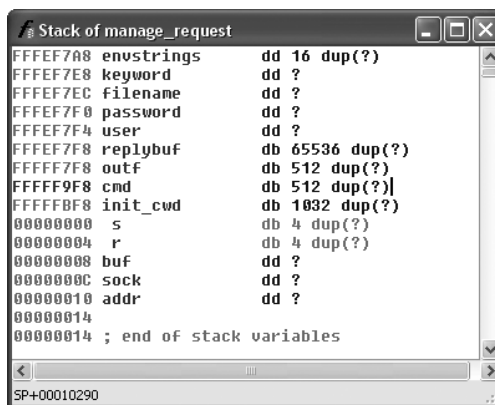 Stack of manage_request
FFFEF7A8 envstrings dd 16 dup(?)
FFFEF7E8 keyword dd ?
FFFEF7EC filename dd ?
FFFEF7F0 password dd ?
FFFEF7F4 user dd ?
FFFEF7F8 replybuf db 65536 dup(?)
FFFFF7F8 outf db 512 dup(?)
FFFFF9F8 cmd db 512 dup(?)
FFFFFBF8 init_cwd db 1032 dup(?)
00000000 s db 4 dup(?)
00000004 r db 4 dup(?)
00000008 buf dd ?
0000000C sock dd ?
00000010 addr dd ?
00000014
00000014 ; end of stack variables
SP+00010290